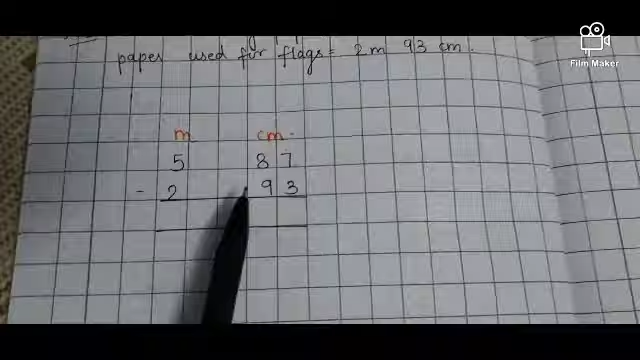 paper used for flags = 2 m 93 cm.
Film Maker
m cm.
5 87
- 2 93